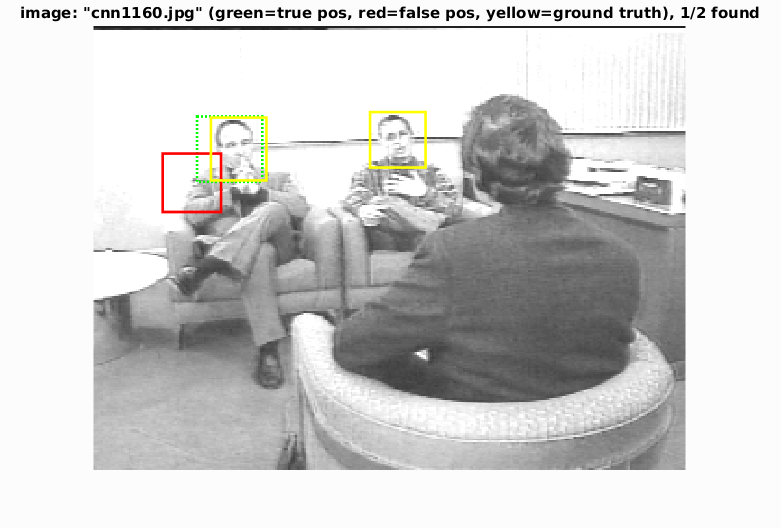 image: "cnn1160.jpg" (green=true pos, red=false pos, yellow=ground truth), 1/2 found